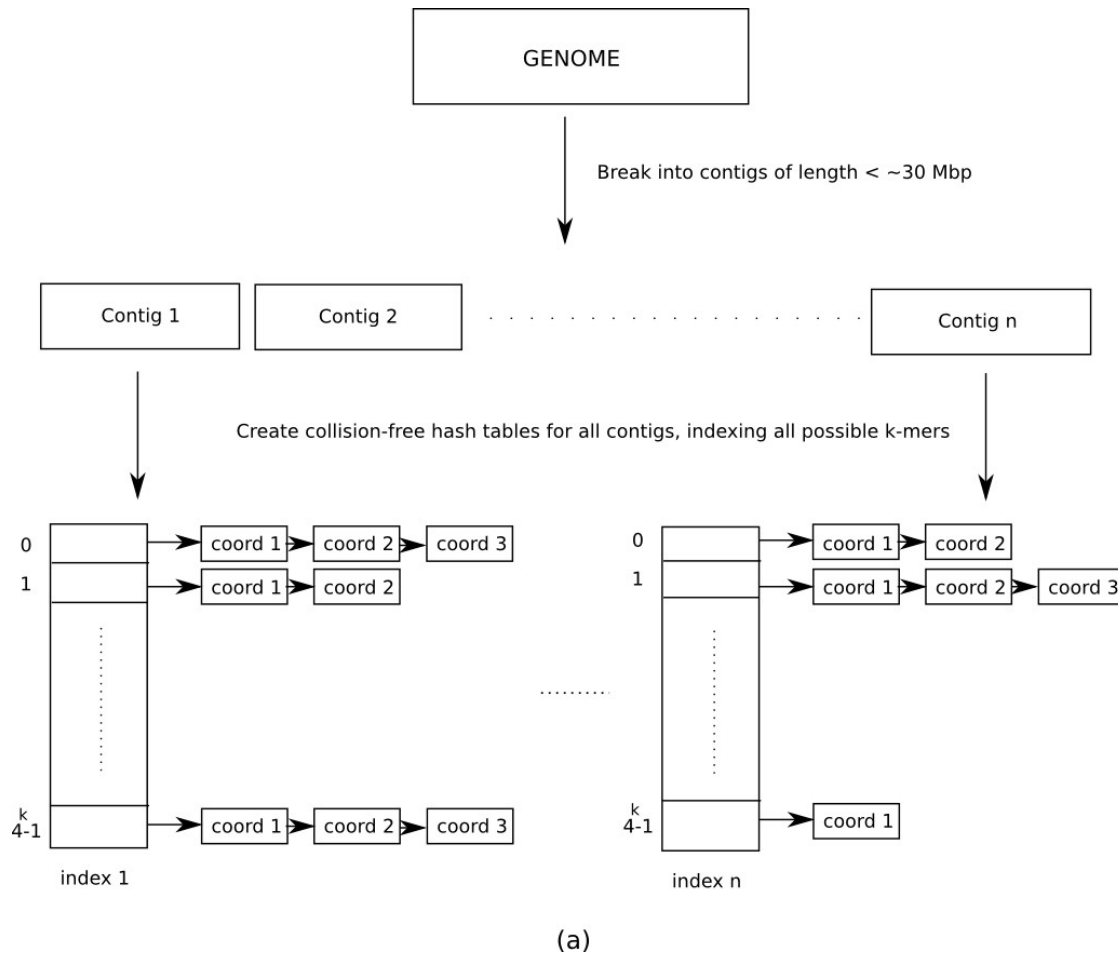 GENOME
Break into contigs of length < ~30 Mbp
Contig 1
Contig 2
Contig n
Create collision-free hash tables for all contigs, indexing all possible k-mers
0
coord 1
coord 2
coord 3
0
coord 1
coord 2
1
coord 1
coord 2
1
coord 1
coord 2
coord 3
k
4-1
coord 1
coord 2
coord 3
k
4-1
coord 1
index 1
index n
(a)